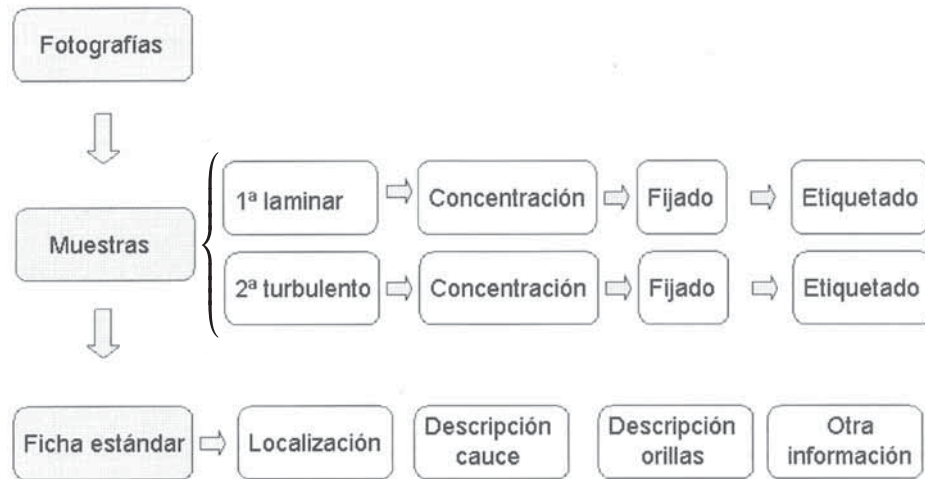 Fotografías
Muestras
1ª laminar
Concentración
Fijado
Etiquetado
2ª turbulento
Concentración
Fijado
Etiquetado
Ficha estándar
Localización
Descripción
cauce
Descripción
orillas
Otra
información